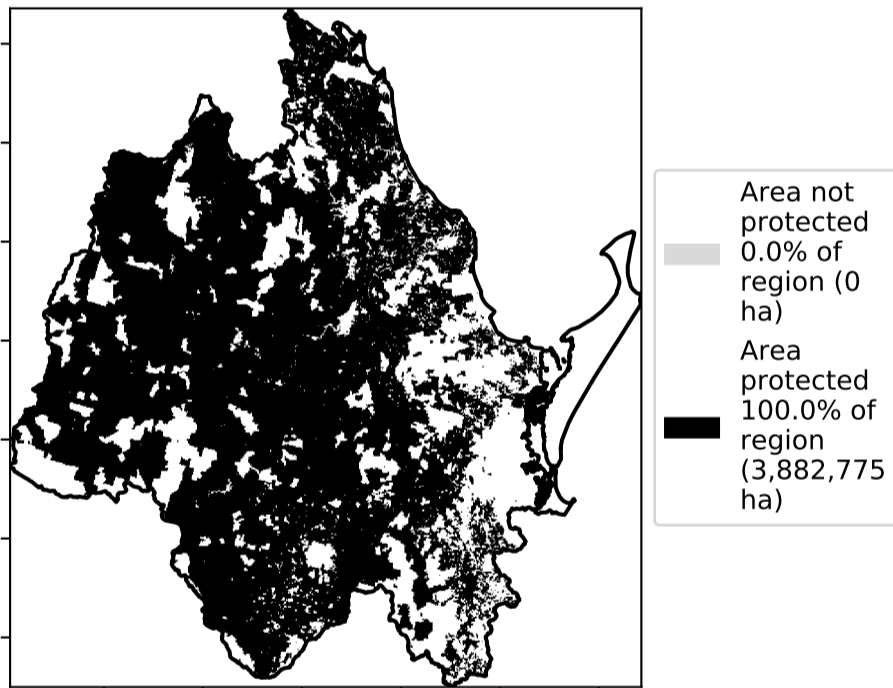 Area not
protected
0.0% of
region (0
ha)
Area
protected
100.0% of
region
(3,882,775
ha)